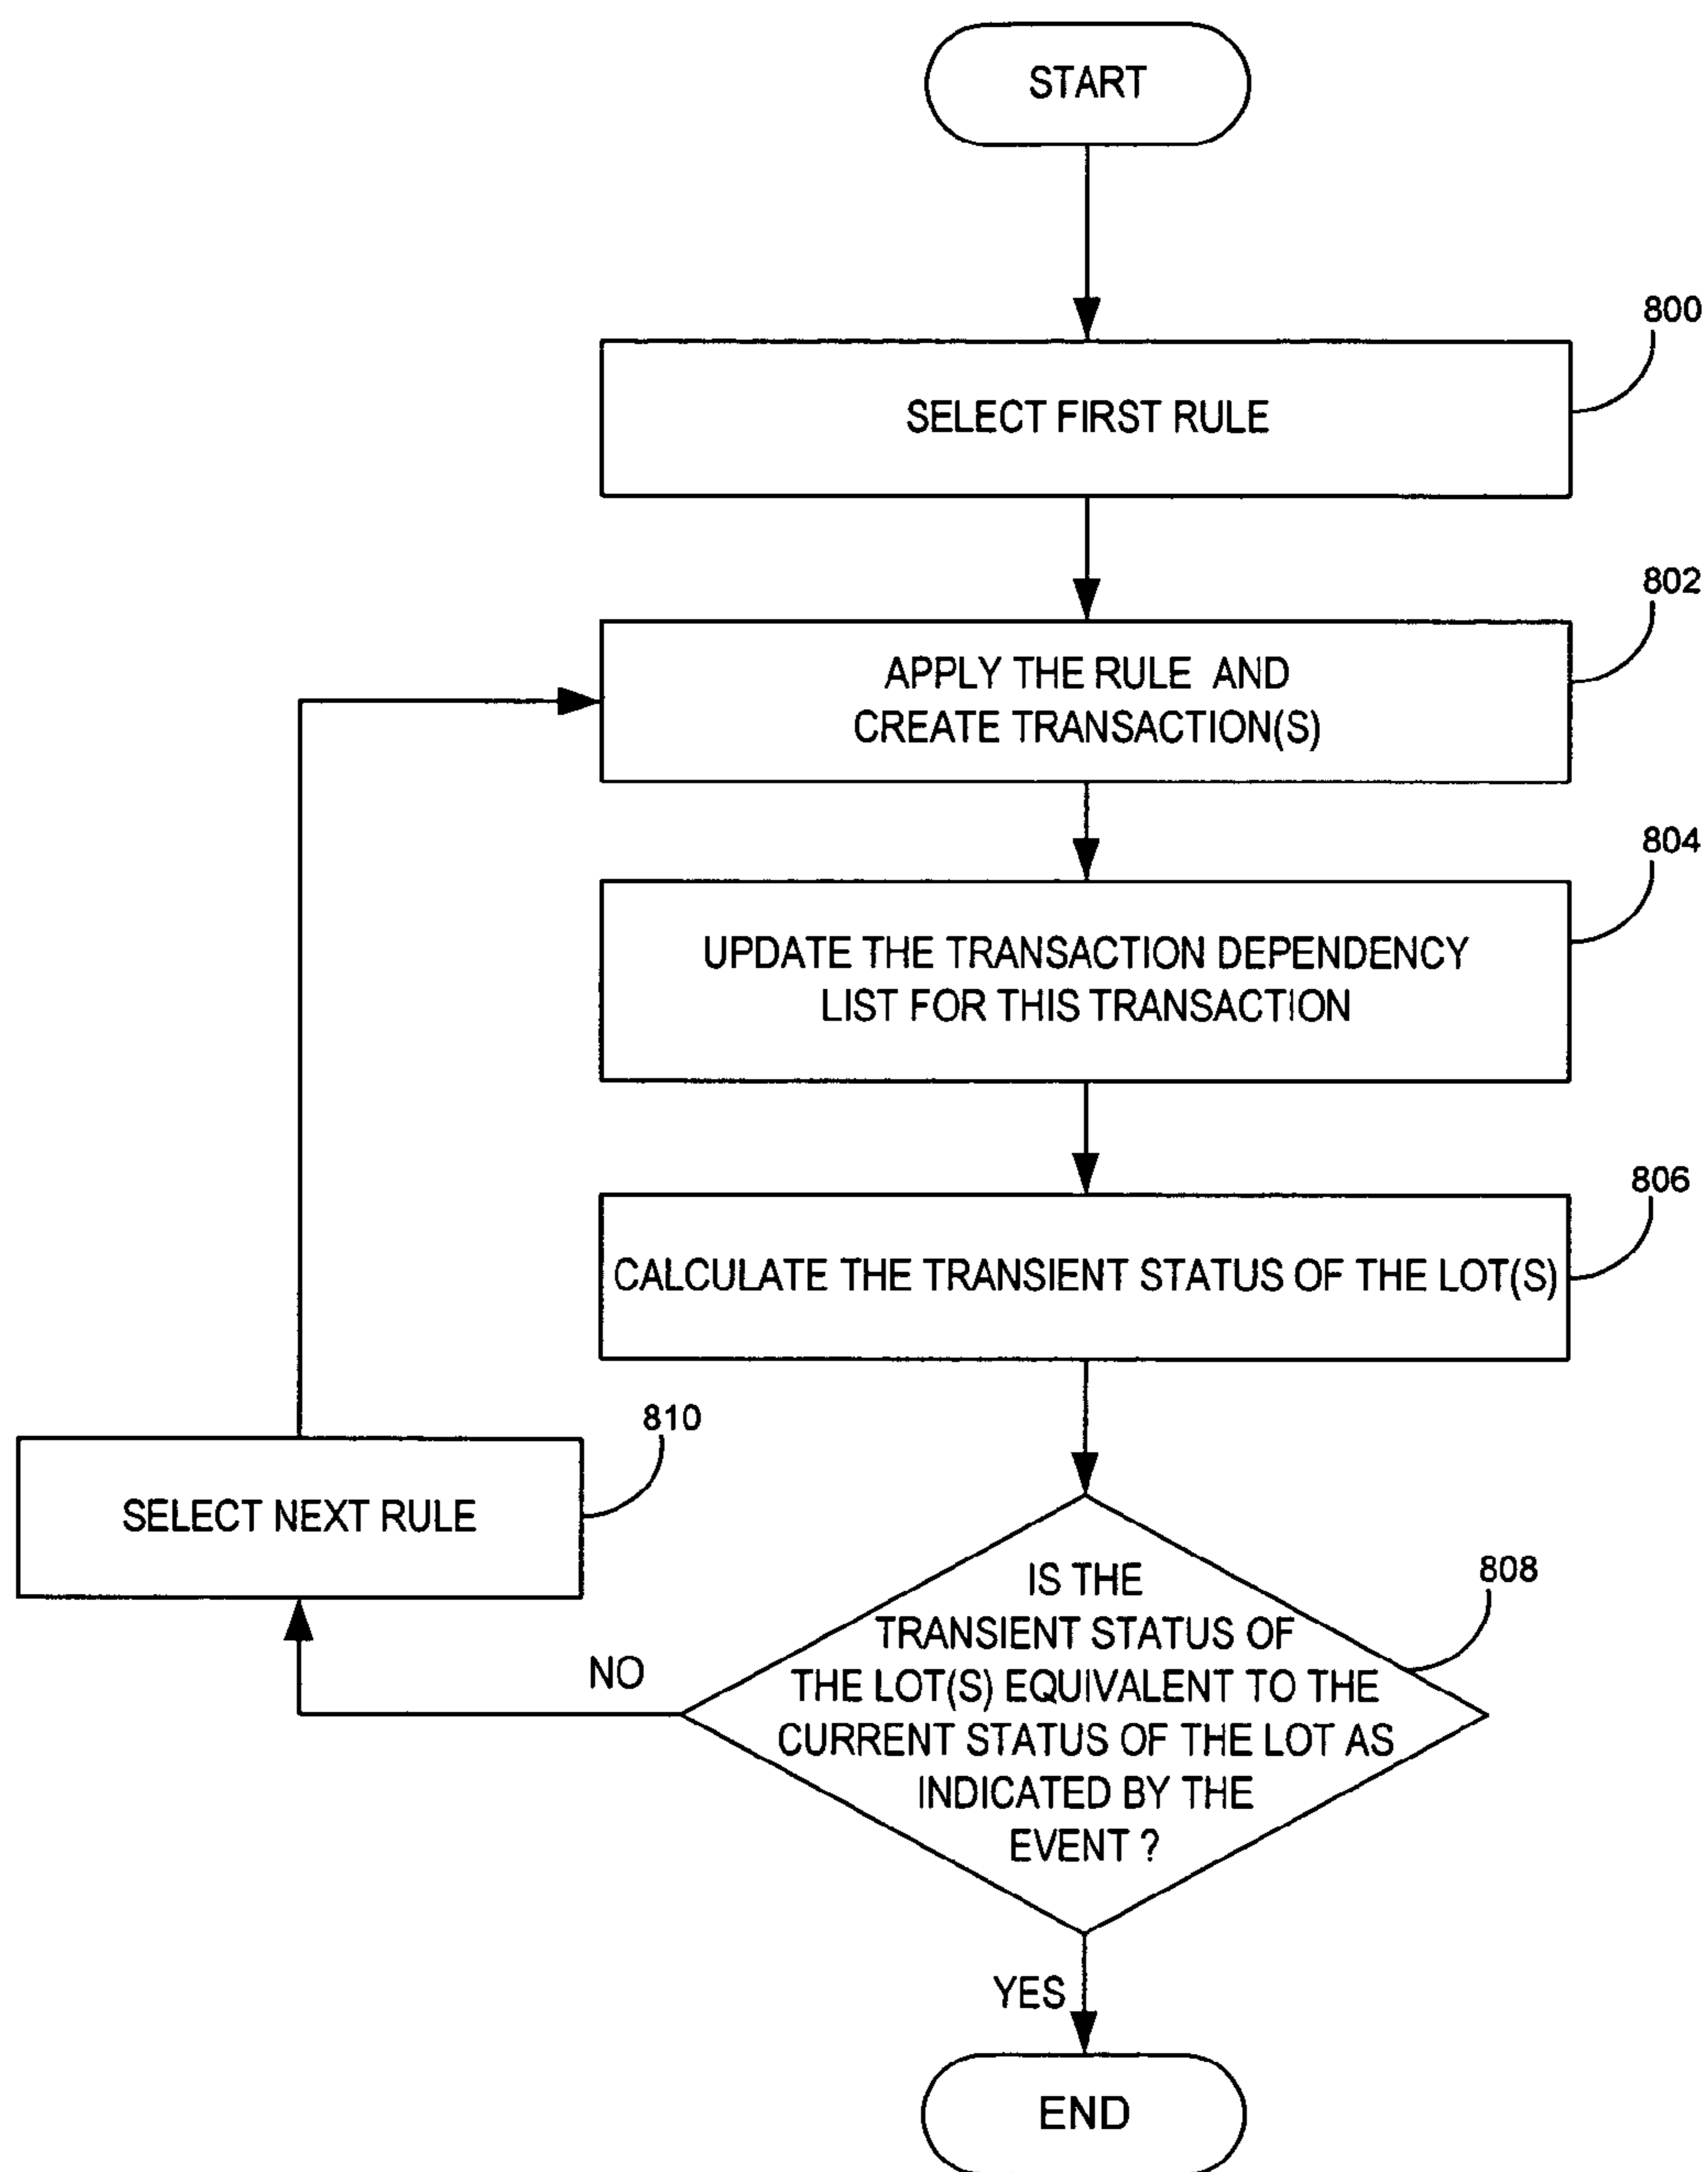 START
800
SELECT FIRST RULE
802
APPLY THE RULE AND
CREATE TRANSACTION(S)
804
UPDATE THE TRANSACTION DEPENDENCY
LIST FOR THIS TRANSACTION
806
CALCULATE THE TRANSIENT STATUS OF THE LOT(S)
810
SELECT NEXT RULE
808
IS THE
TRANSIENT STATUS OF
THE LOT(S) EQUIVALENT TO THE
CURRENT STATUS OF THE LOT AS
INDICATED BY THE
EVENT ?
NO
YES
END